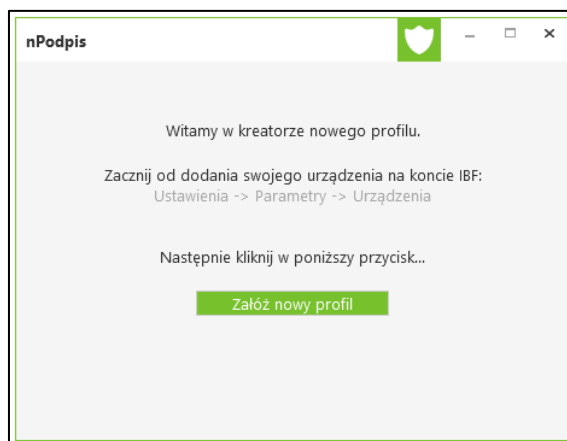 nPodpis
Witamy w kreatorze nowego profilu.
Zacznij od dodania swojego urządzenia na koncie IBF:
Ustawienia -> Parametry -> Urządzenia
Następnie kliknij w poniższy przycisk...
Załóż nowy profil